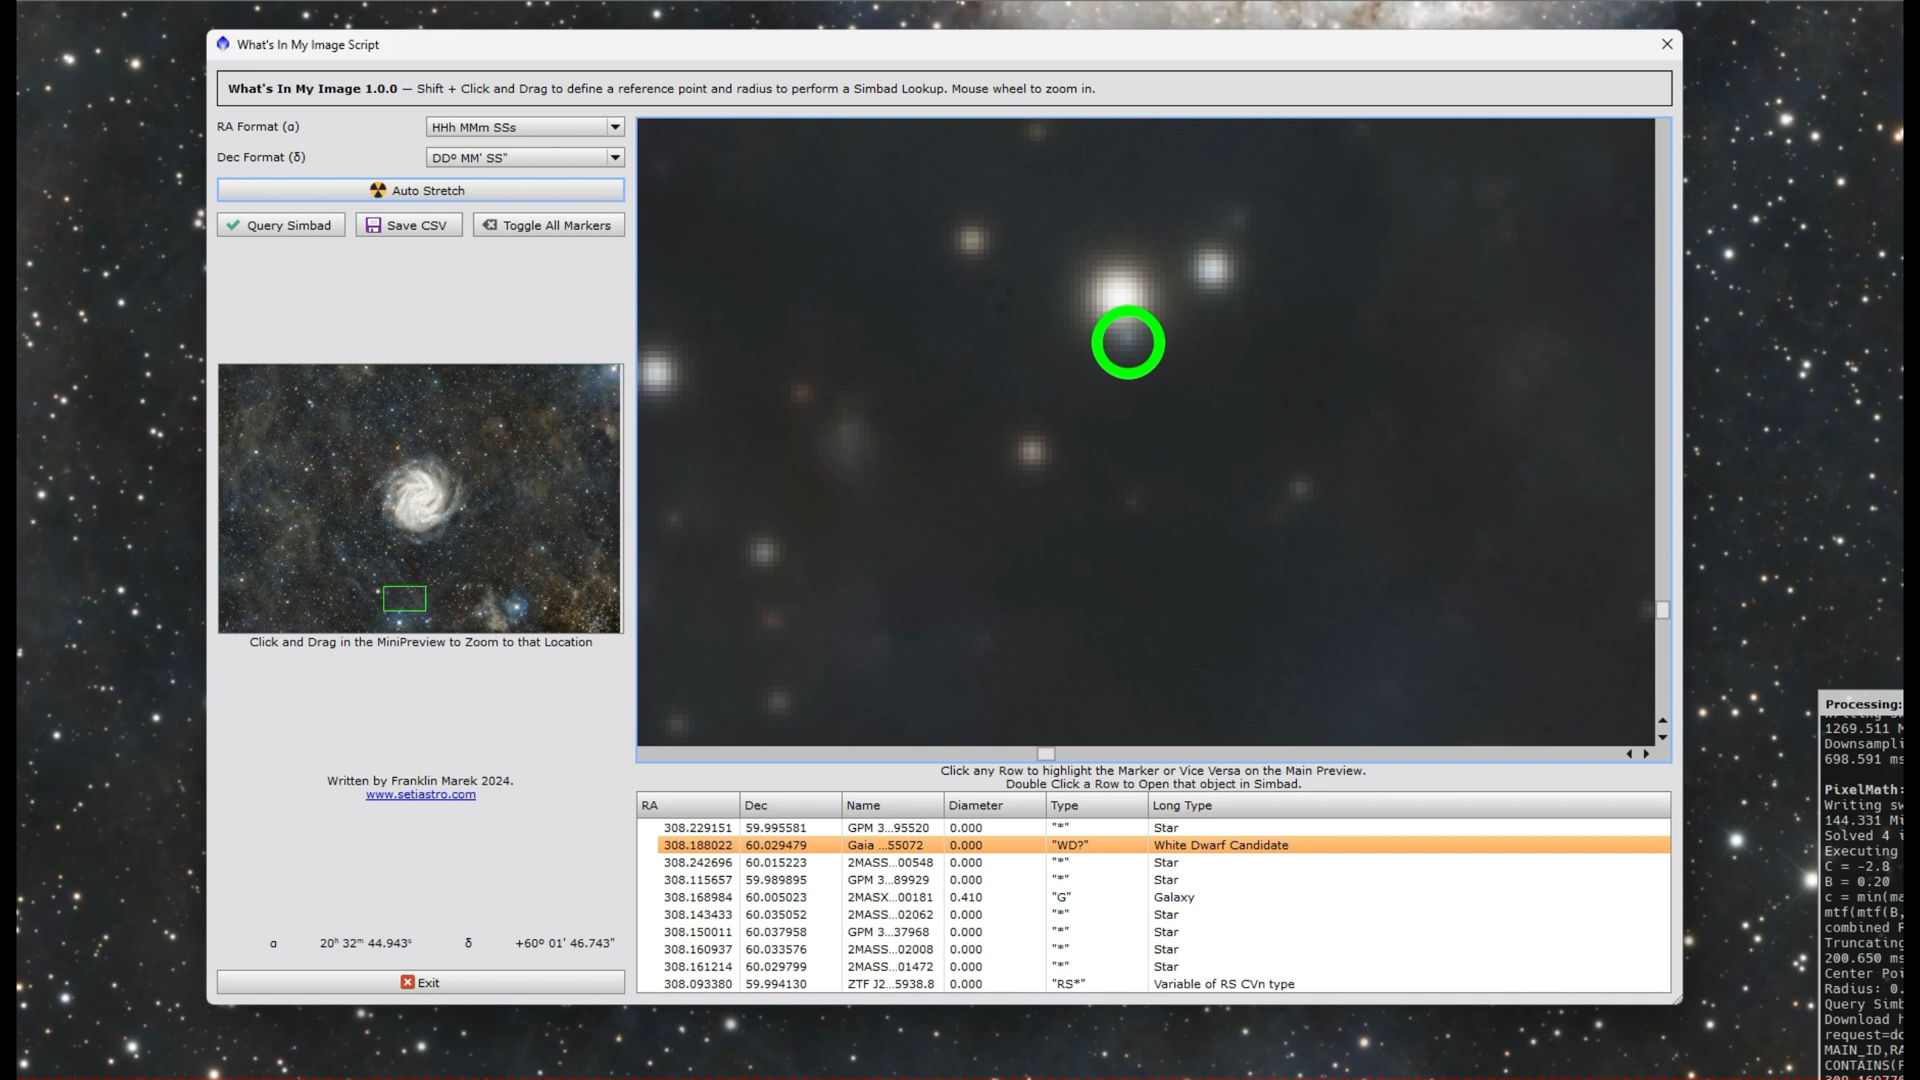 What's In My Image Script
What's In My Image 1.0.0 — Shift + Click and Drag to define a reference point and radius to perform a Simbad Lookup. Mouse wheel to zoom in.
RA Format (α) HHh MMm SSs
Dec Format (δ) DDº MM' SS"
Auto Stretch
Query Simbad Save CSV Toggle All Markers
Click and Drag in the MiniPreview to Zoom to that Location
Written by Franklin Marek 2024.
www.setiastro.com
α 20ʰ 32ᵐ 44.943ˢ δ +60º 01' 46.743"
Exit
Click any Row to highlight the Marker or Vice Versa on the Main Preview.
Double Click a Row to Open that object in Simbad.
RA Dec Name Diameter Type Long Type
308.229151 59.995581 GPM 3...95520 0.000 "*" Star
308.188022 60.029479 Gaia ...55072 0.000 "WD?" White Dwarf Candidate
308.242696 60.015223 2MASS...00548 0.000 "*" Star
308.115657 59.989895 GPM 3...89929 0.000 "*" Star
308.168984 60.005023 2MASX...00181 0.410 "G" Galaxy
308.143433 60.035052 2MASS...02062 0.000 "*" Star
308.150011 60.037958 GPM 3...37968 0.000 "*" Star
308.160937 60.033576 2MASS...02008 0.000 "*" Star
308.161214 60.029799 2MASS...01472 0.000 "*" Star
308.093380 59.994130 ZTF J2...5938.8 0.000 "RS*" Variable of RS CVn type
Processing:
1269.511 M
Downsampli
698.591 ms
PixelMath:
Writing sw
144.331 Mi
Solved 4 i
Executing
C = -2.8
B = 0.20
c = min(ma
mtf(mtf(B,
combined R
Truncating
200.650 ms
Center Poi
Radius: 0.
Query Simb
Download h
request=do
MAIN_ID,RA
CONTAINS(P